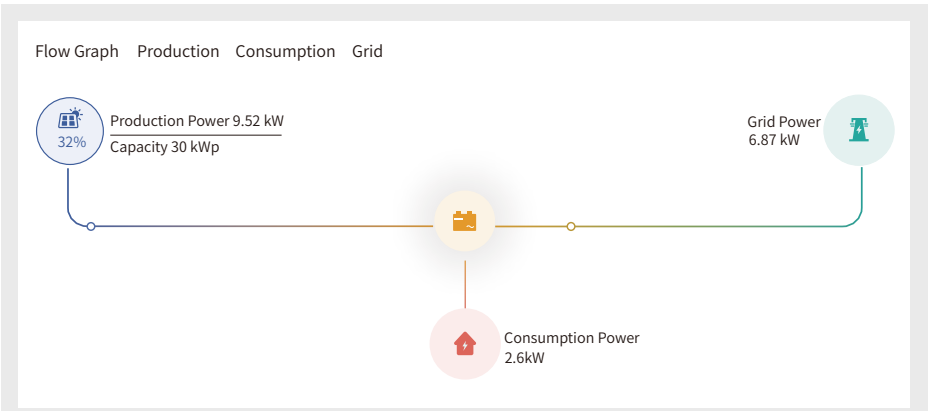 Flow Graph Production Consumption Grid
Production Power 9.52 kW
32%
Capacity 30 kWp
Grid Power
6.87 kW
Consumption Power
2.6kW